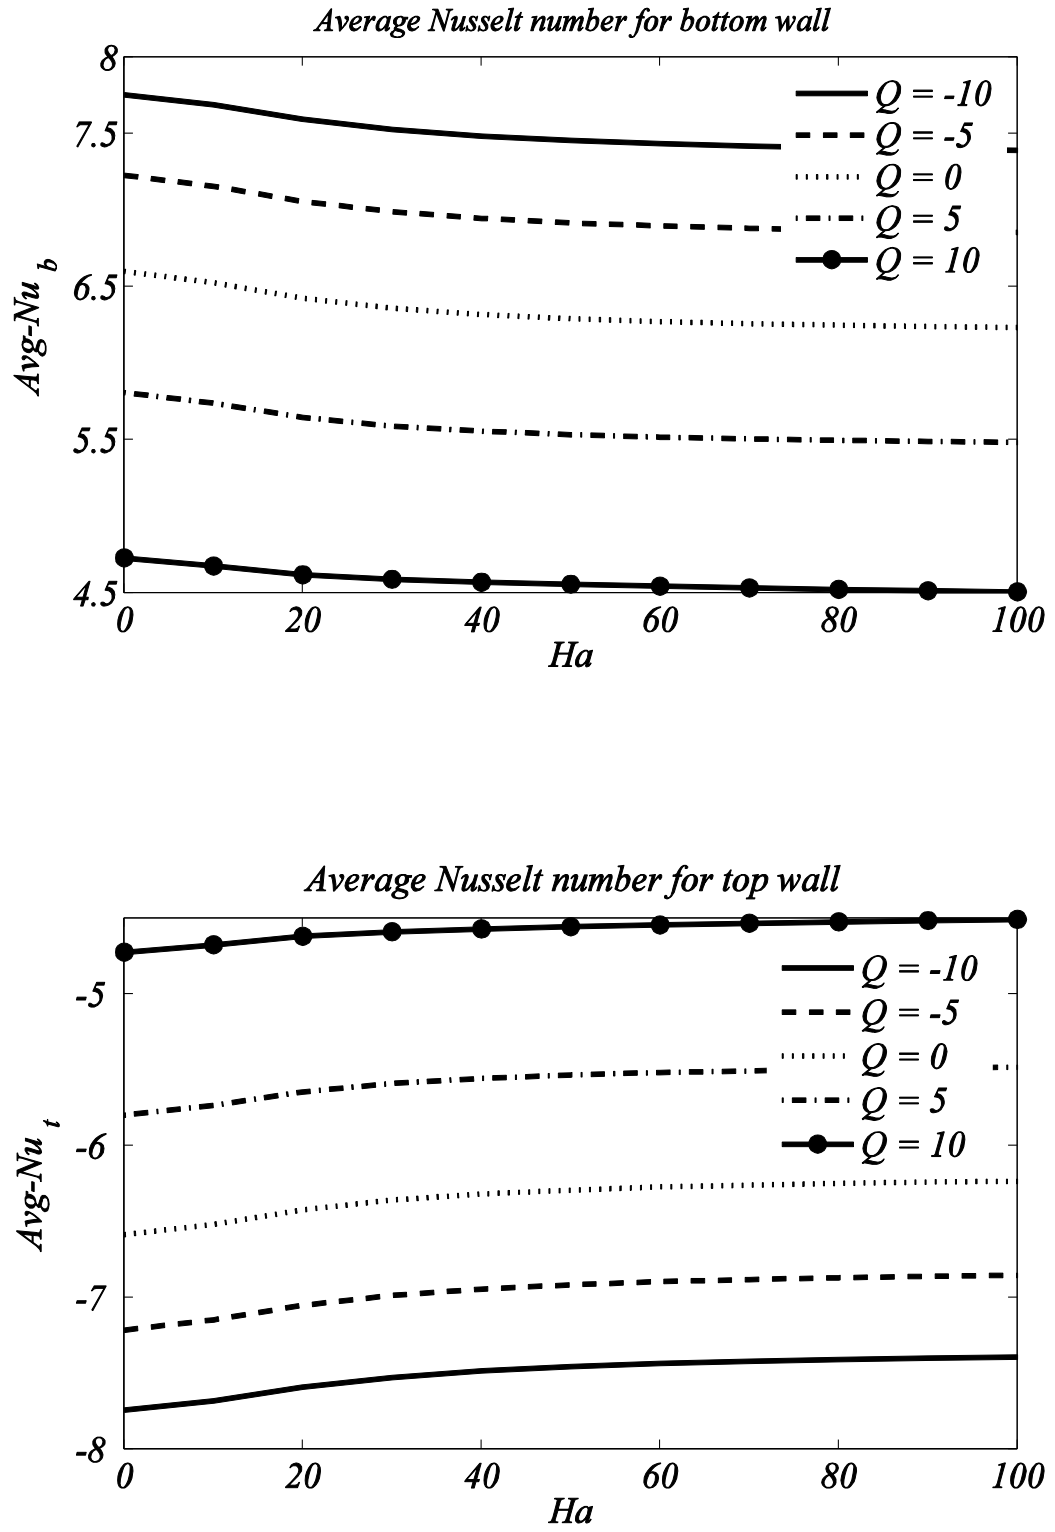 Average Nusselt number for bottom wall
8
7.5
6.5
5.5
4.5
Avg-Nu b
Q = -10
Q = -5
Q = 0
Q = 5
Q = 10
0 20 40 60 80 100
Ha
Average Nusselt number for top wall
-5
-6
-7
-8
Avg-Nu t
Q = -10
Q = -5
Q = 0
Q = 5
Q = 10
0 20 40 60 80 100
Ha